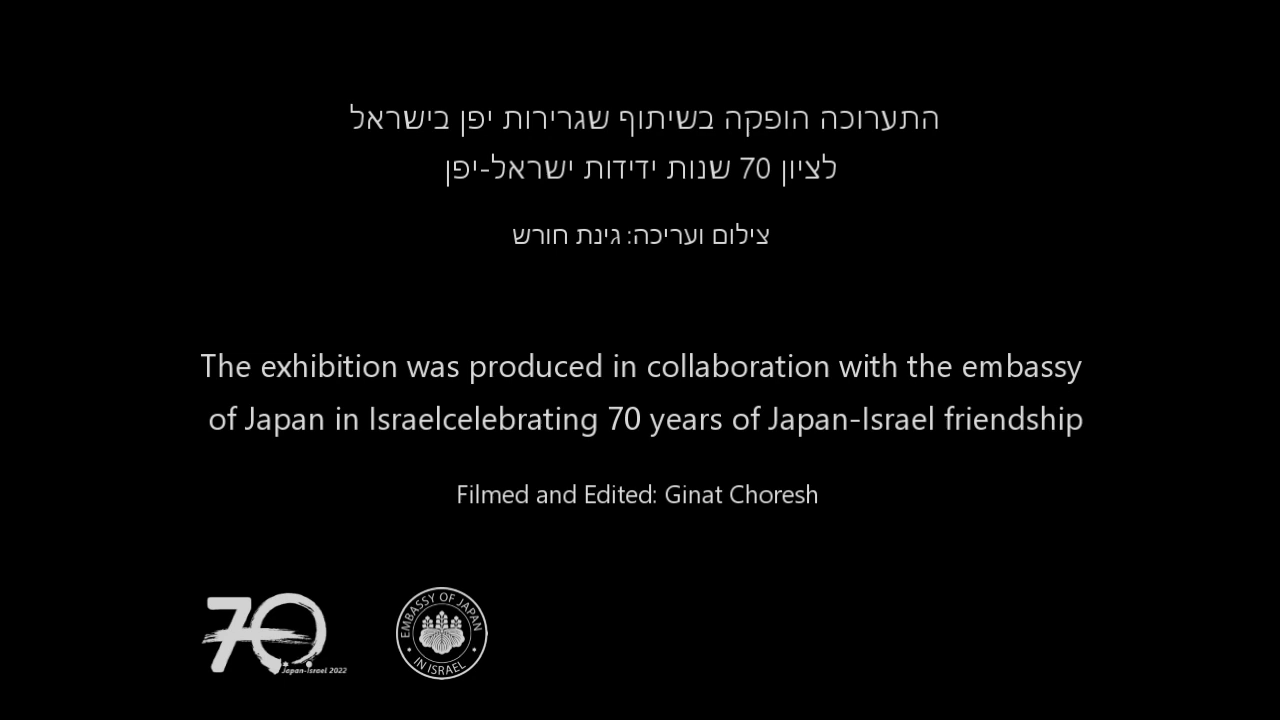 התערוכה הופקה בשיתוף שגרירות יפן בישראל
לציון 70 שנות ידידות ישראל-יפן
צילום ועריכה: גינת חורש
The exhibition was produced in collaboration with the embassy
of Japan in Israelcelebrating 70 years of Japan-Israel friendship
Filmed and Edited: Ginat Choresh
70
Japan-Israel 2022
EMBASSY OF JAPAN
IN ISRAEL